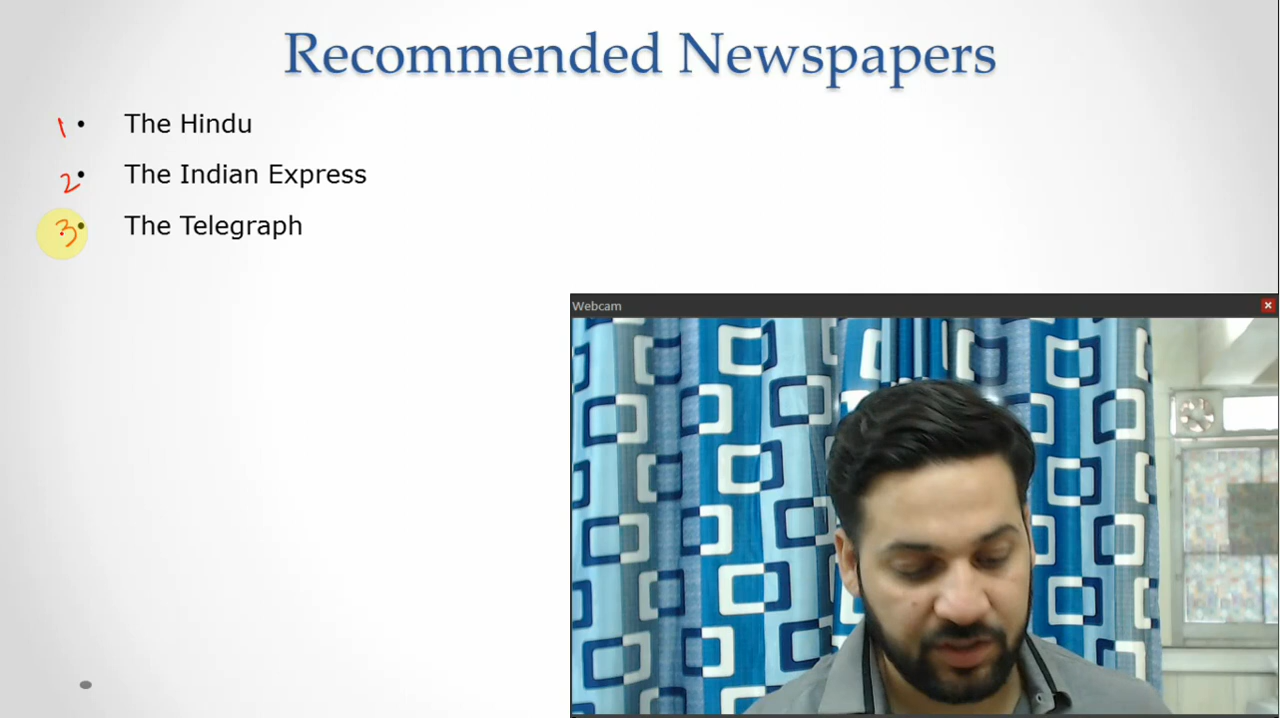 Recommended Newspapers
1 • The Hindu
2 • The Indian Express
3 • The Telegraph
Webcam